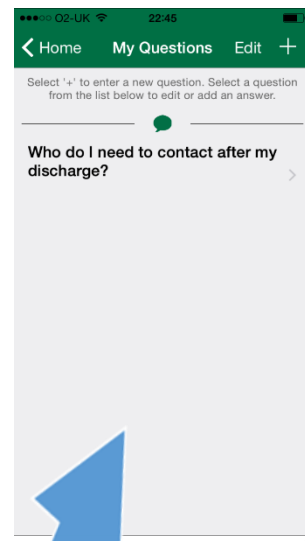 O2-UK 22:45
Home My Questions Edit +
Select '+' to enter a new question. Select a question
from the list below to edit or add an answer.
Who do I need to contact after my
discharge?